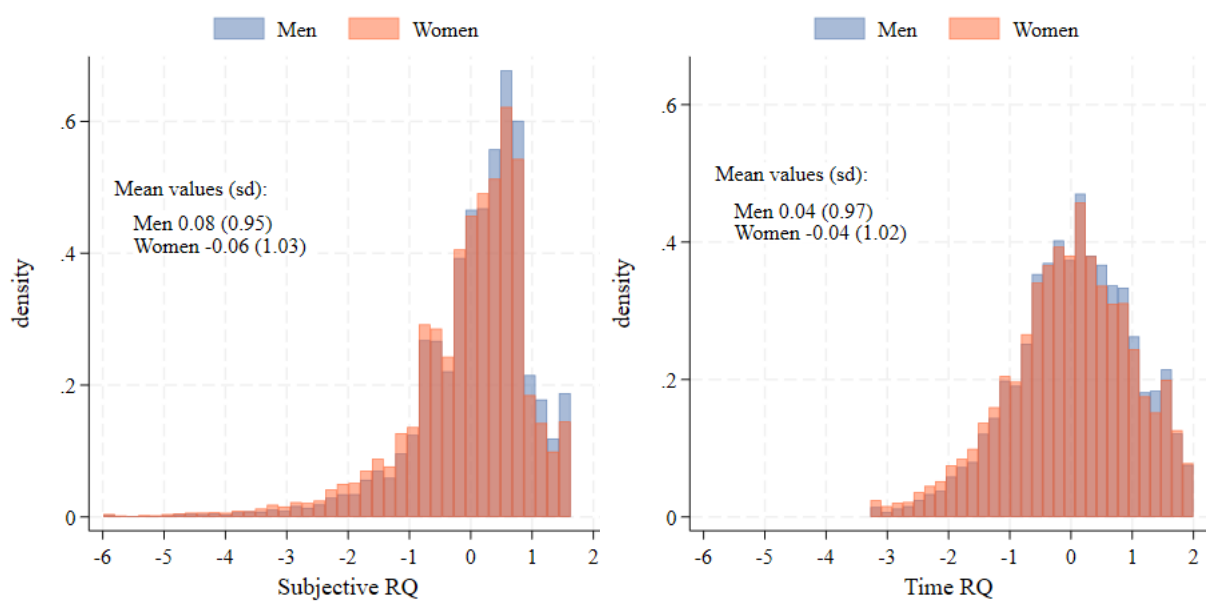 Men Women
.6
.4
.2
0
density
Mean values (sd):
Men 0.08 (0.95)
Women -0.06 (1.03)
-6 -5 -4 -3 -2 -1 0 1 2
Subjective RQ
Men Women
.6
.4
.2
0
density
Mean values (sd):
Men 0.04 (0.97)
Women -0.04 (1.02)
-6 -5 -4 -3 -2 -1 0 1 2
Time RQ